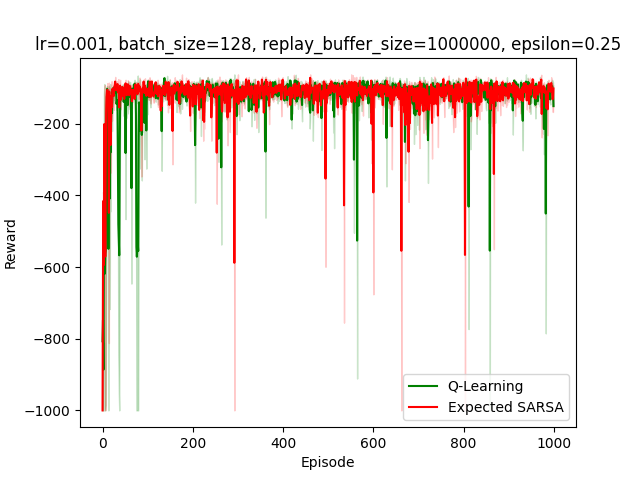 lr=0.001, batch_size=128, replay_buffer_size=1000000, epsilon=0.25
Reward
−200
−400
−600
−800
−1000
0
200
400
600
800
1000
Episode
Q-Learning
Expected SARSA